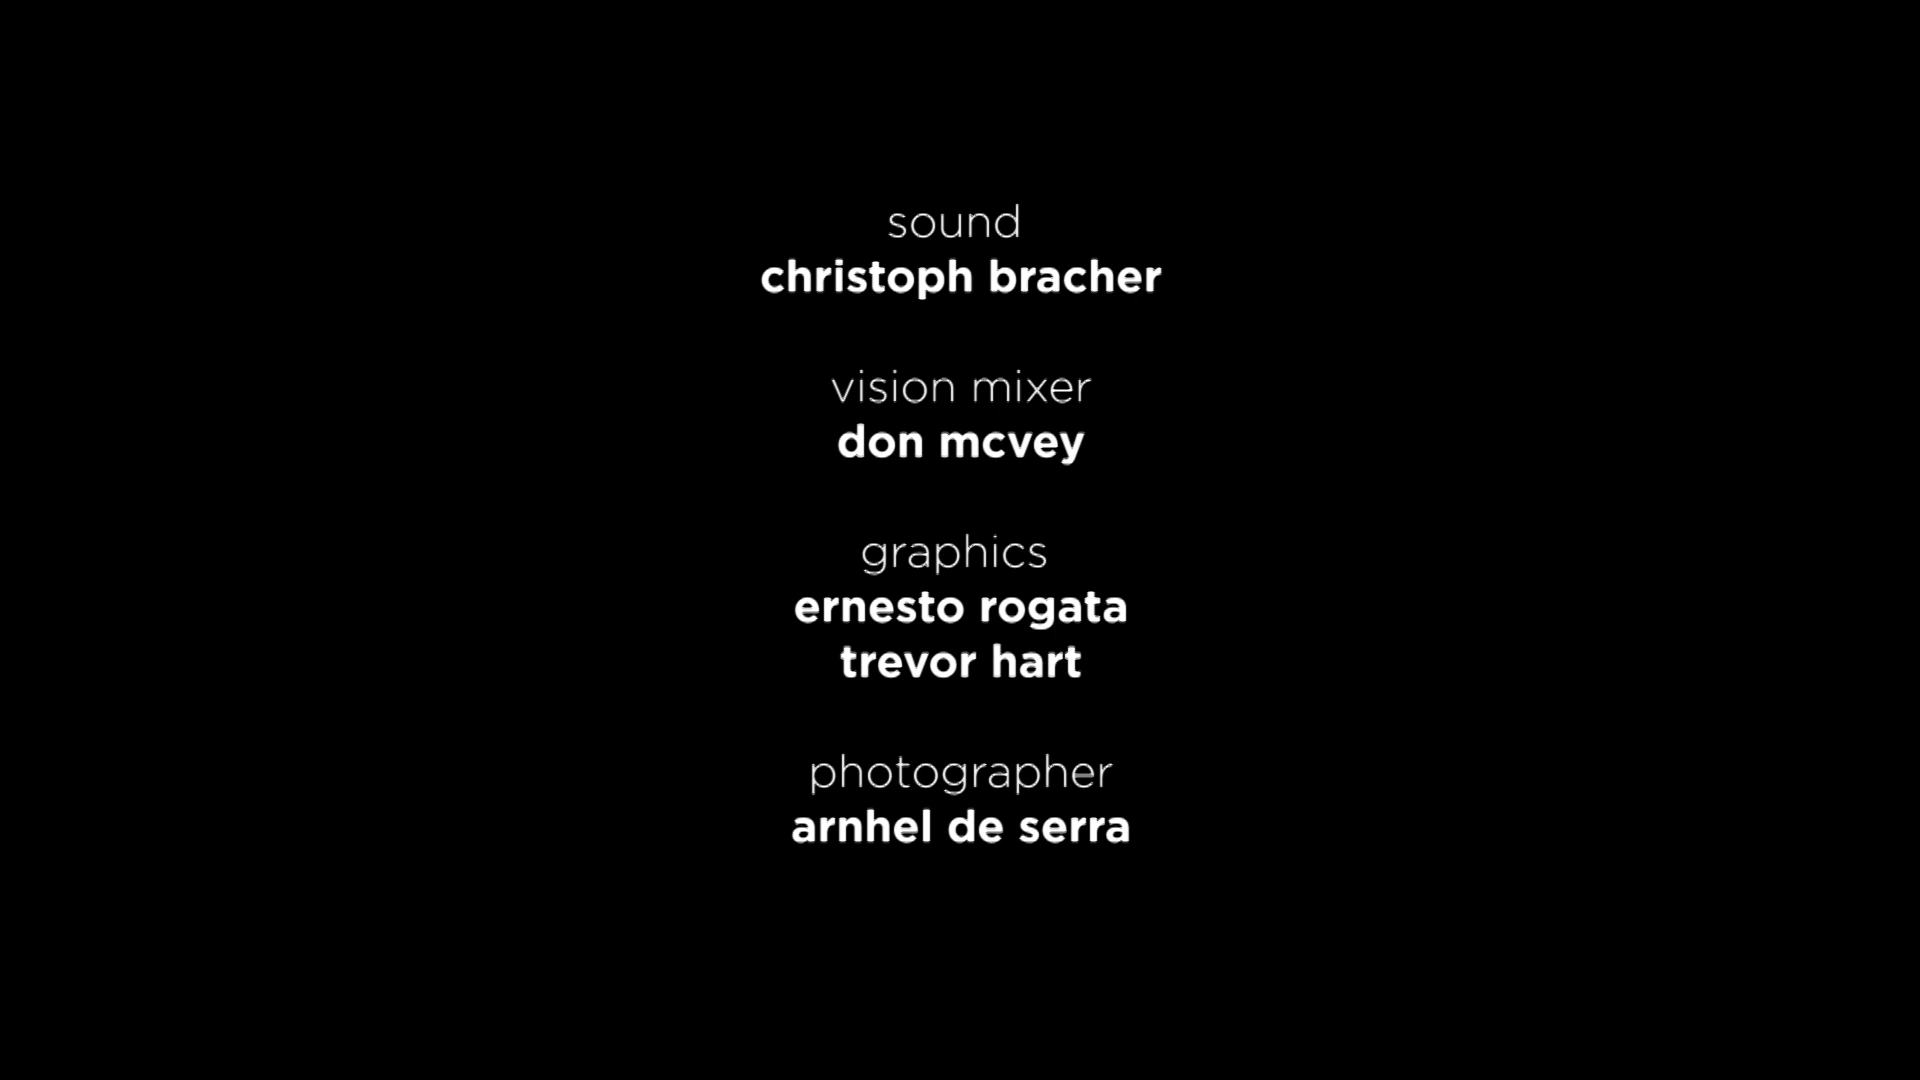 sound
christoph bracher
vision mixer
don mcvey
graphics
ernesto rogata
trevor hart
photographer
arnhel de serra